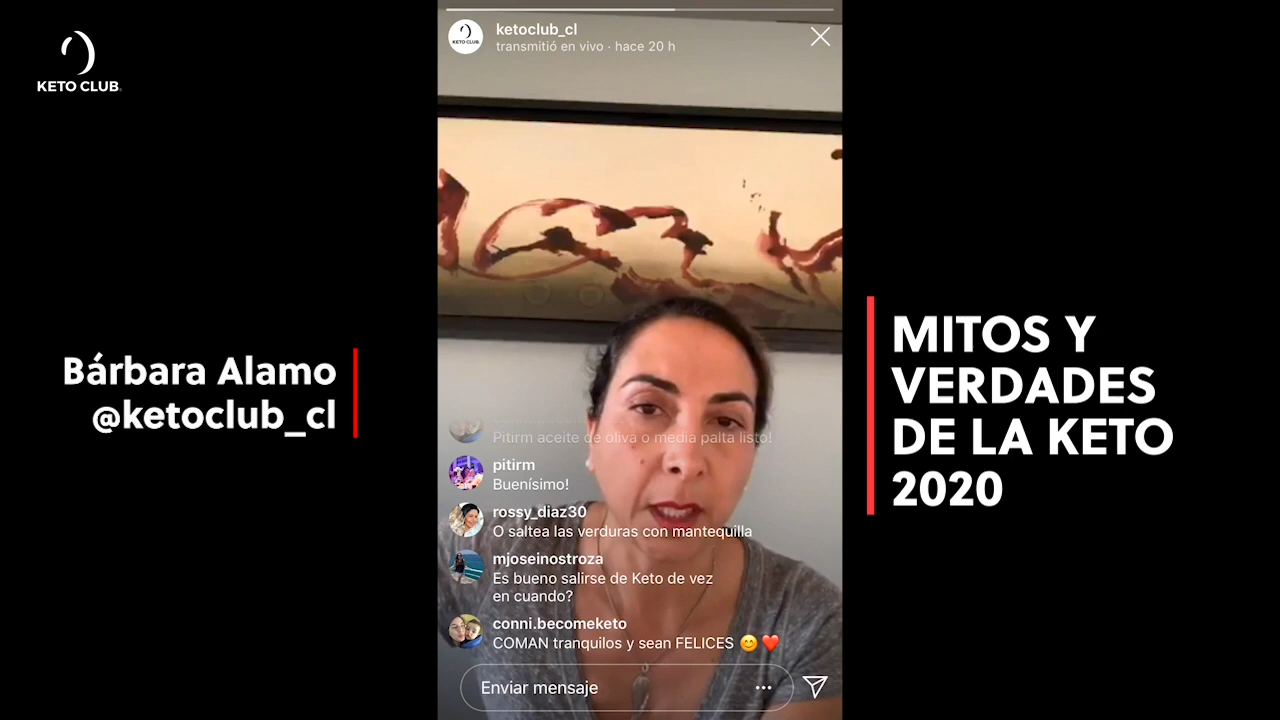 KETO CLUB
KETO CLUB
ketoclub_cl
transmitió en vivo · hace 20 h
Bárbara Alamo
@ketoclub_cl
MITOS Y
VERDADES
DE LA KETO
2020
Pitirm aceite de oliva o media palta listo!
pitirm
Buenísimo!
rossy_diaz30
O saltea las verduras con mantequilla
mjoseinostroza
Es bueno salirse de Keto de vez
en cuando?
conni.becomeketo
COMAN tranquilos y sean FELICES 😊❤️
Enviar mensaje